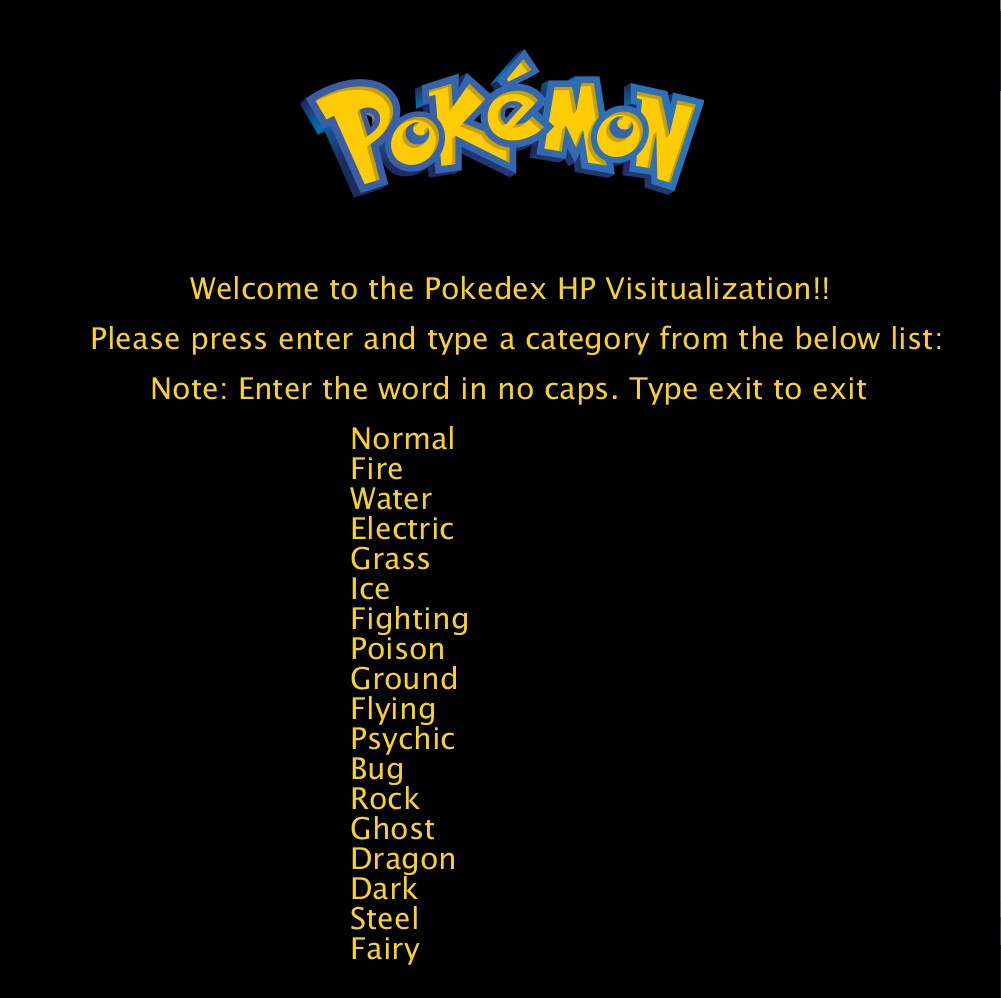 POKéMON
Welcome to the Pokedex HP Visitualization!!
Please press enter and type a category from the below list:
Note: Enter the word in no caps. Type exit to exit
Normal
Fire
Water
Electric
Grass
Ice
Fighting
Poison
Ground
Flying
Psychic
Bug
Rock
Ghost
Dragon
Dark
Steel
Fairy